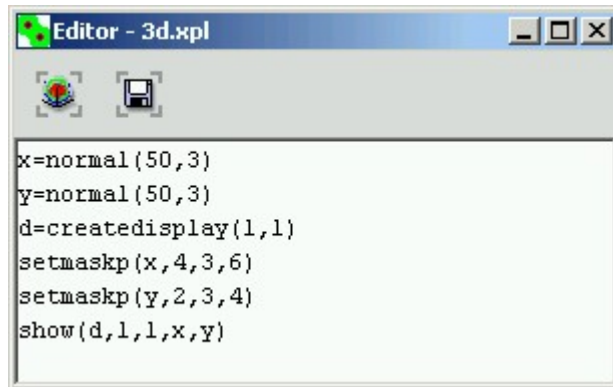 Editor - 3d.xpl
x=normal(50,3)
y=normal(50,3)
d=createdisplay(1,1)
setmaskp(x,4,3,6)
setmaskp(y,2,3,4)
show(d,1,1,x,y)